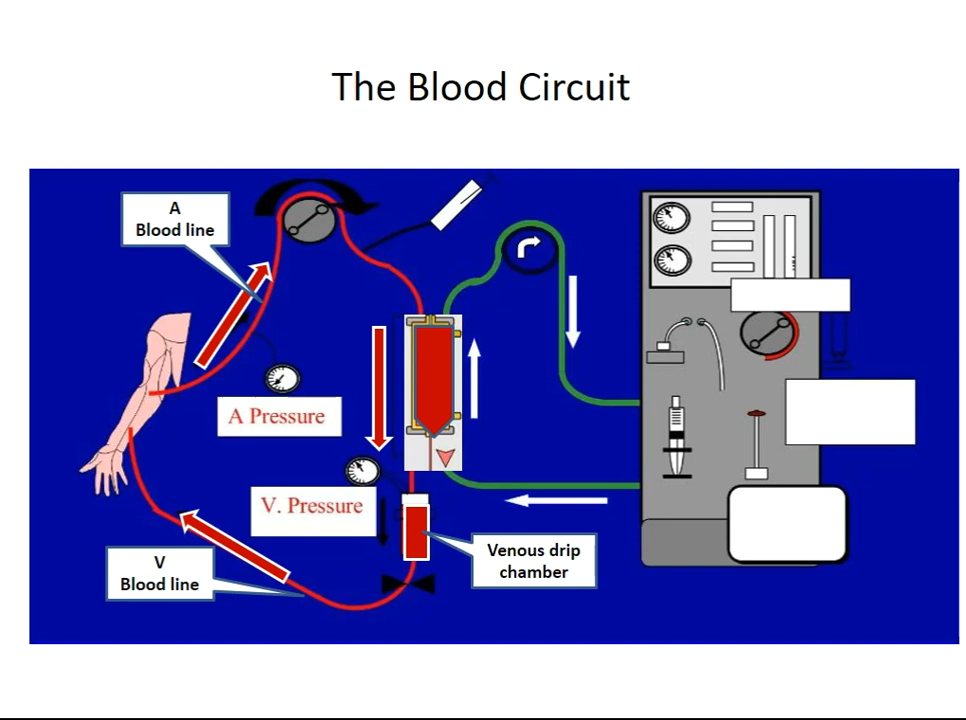 The Blood Circuit
A
Blood line
A Pressure
V. Pressure
Venous drip
chamber
V
Blood line